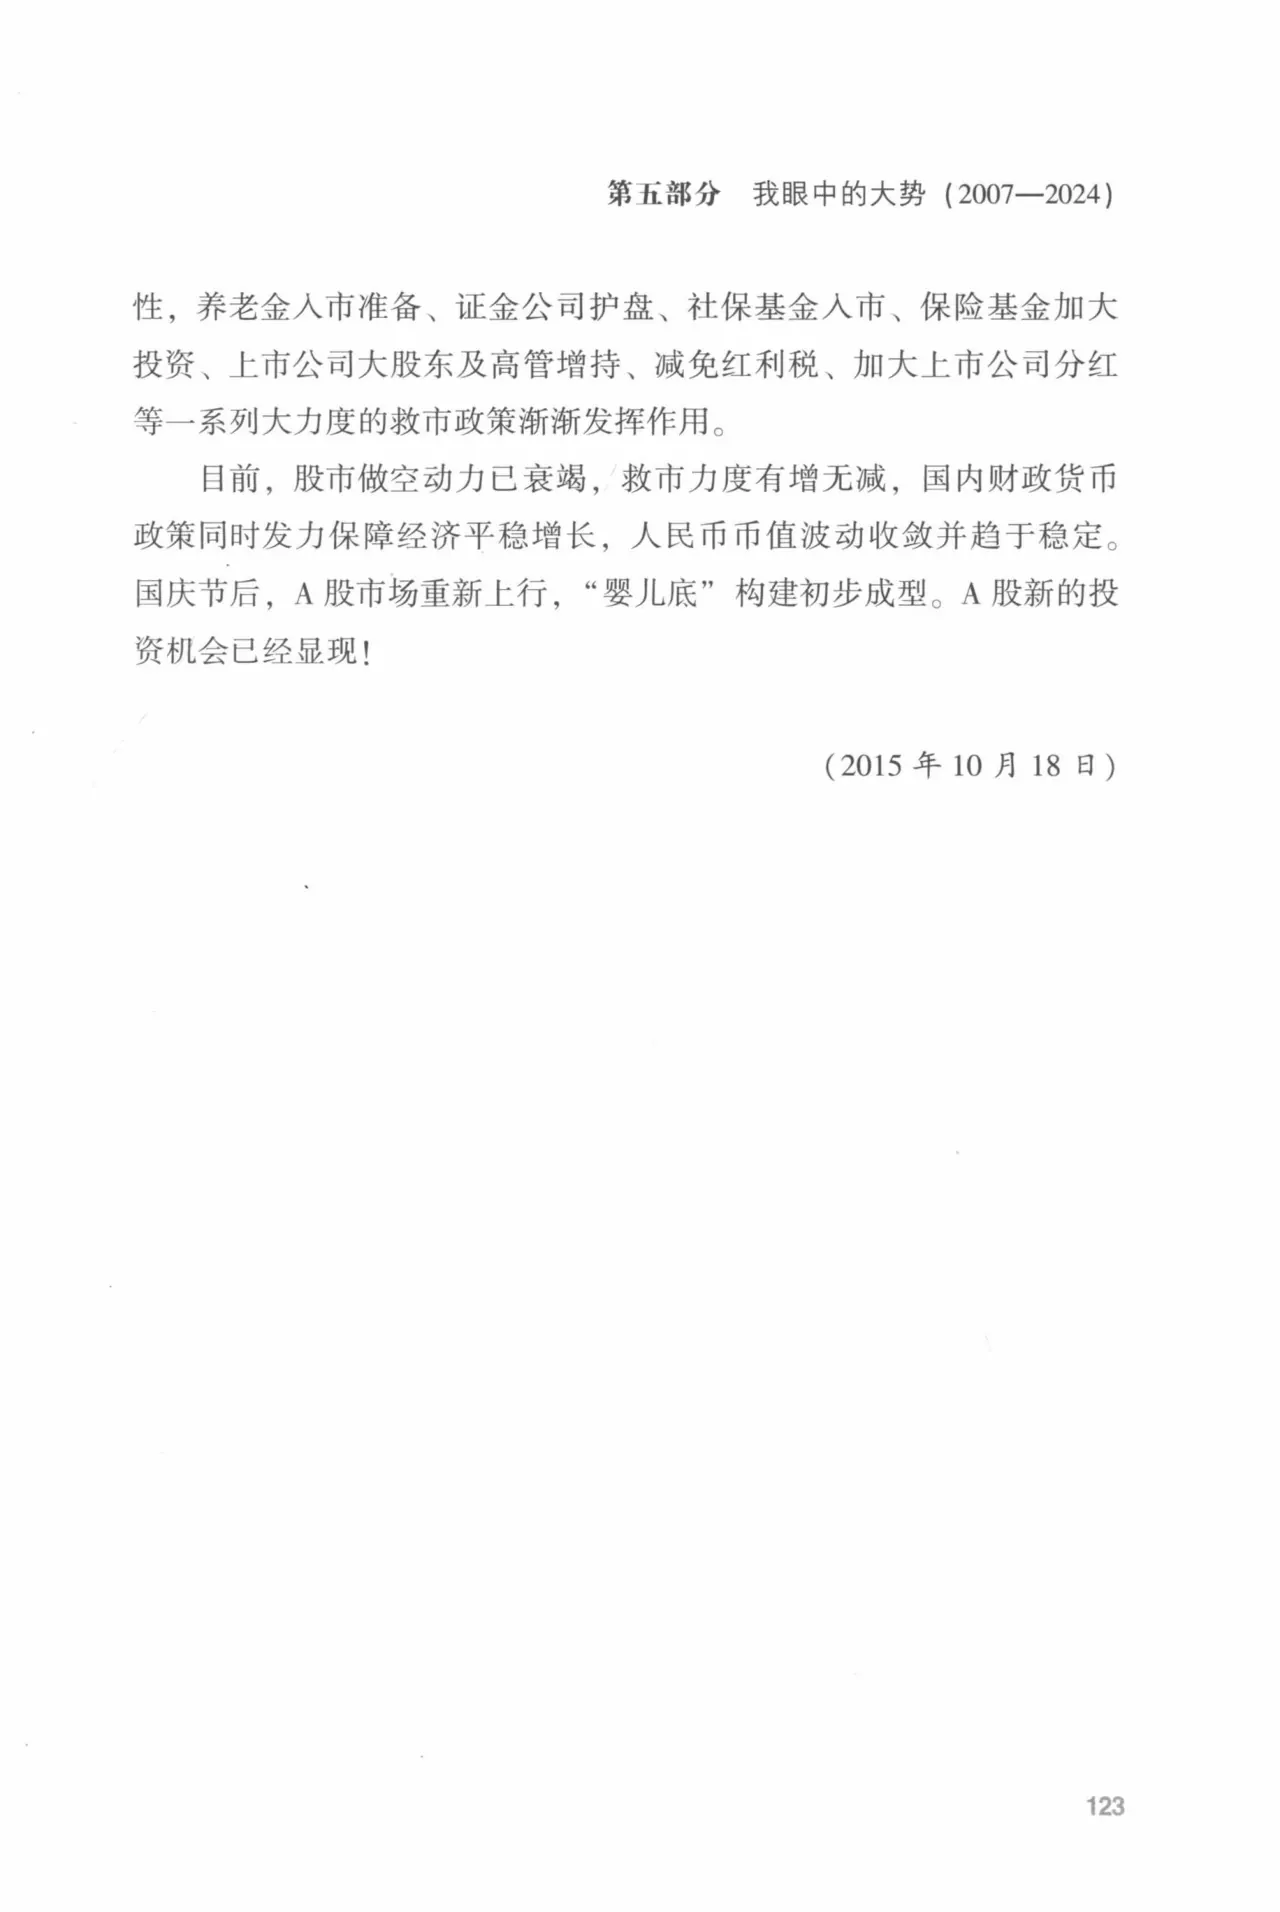 第五部分 我眼中的大势（2007—2024）
性，养老金入市准备、证金公司护盘、社保基金入市、保险基金加大
投资、上市公司大股东及高管增持、减免红利税、加大上市公司分红
等一系列大力度的救市政策渐渐发挥作用。
目前，股市做空动力已衰竭，救市力度有增无减，国内财政货币
政策同时发力保障经济平稳增长，人民币币值波动收敛并趋于稳定。
国庆节后，A 股市场重新上行，“婴儿底”构建初步成型。A 股新的投
资机会已经显现！
（2015 年 10 月 18 日）
123